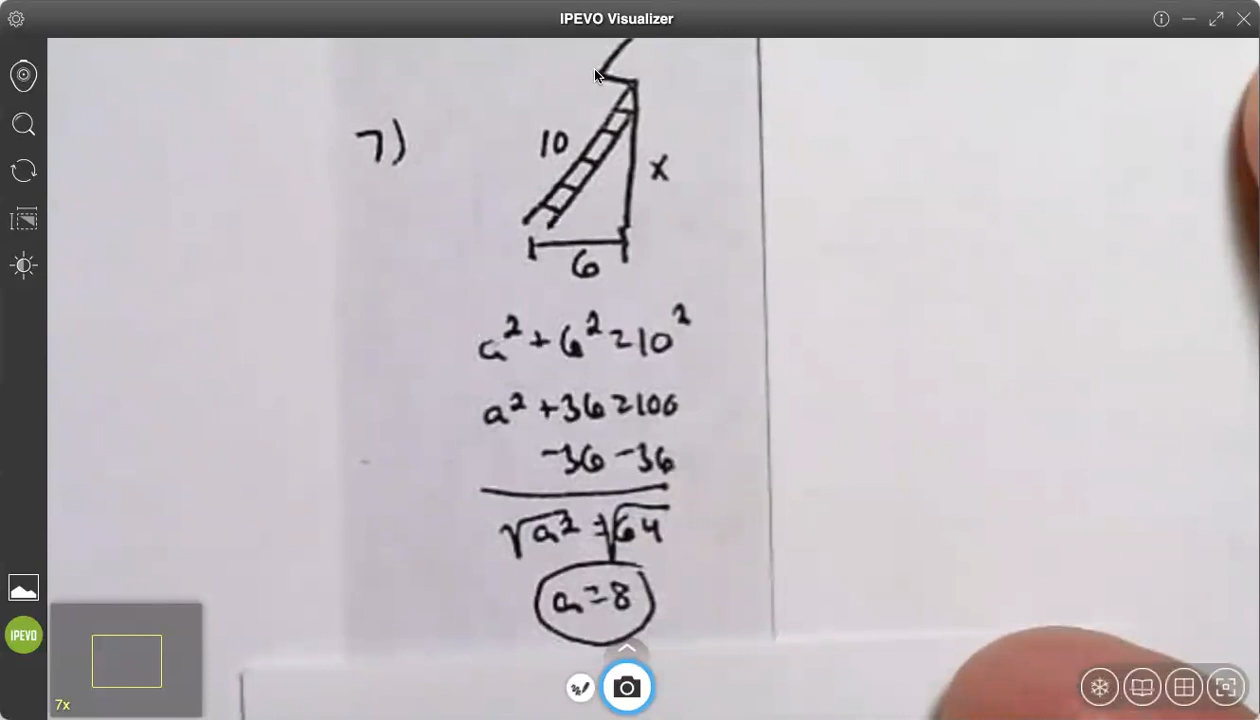 IPEVO Visualizer
7)
10
x
6
a² + 6² = 10²
a² + 36 = 100
-36 -36
√a² = √64
a = 8
IPEVO
7x